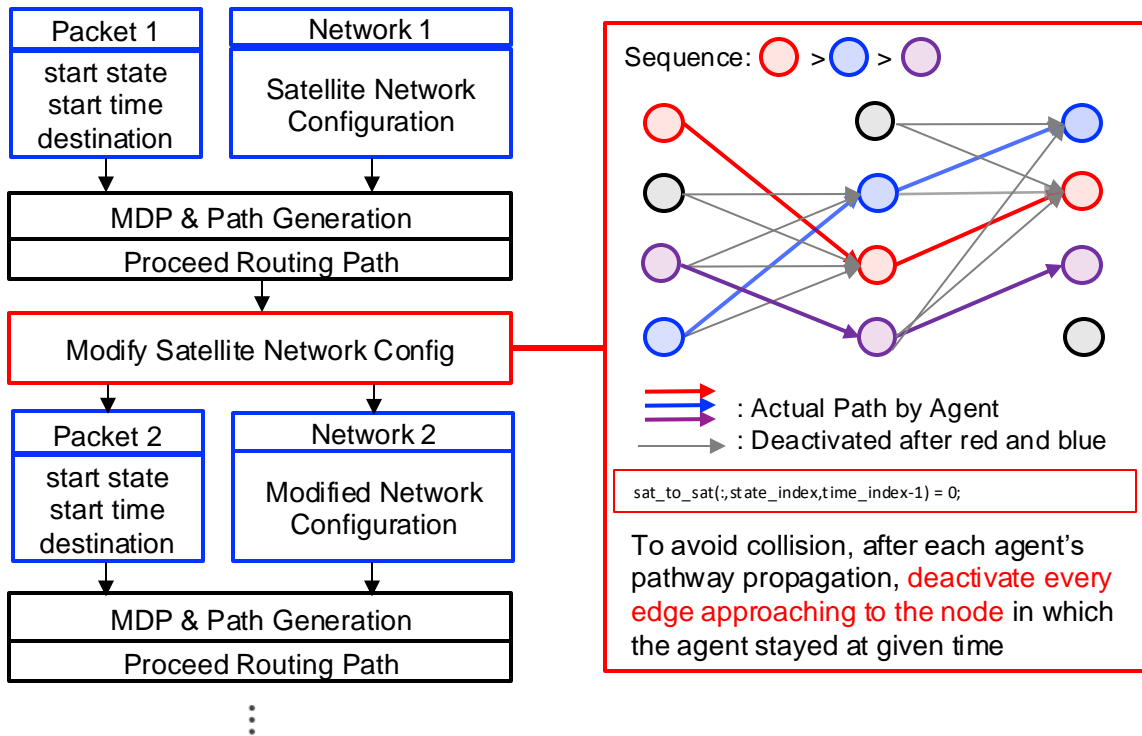 Packet 1
start state
start time
destination
Network 1
Satellite Network
Configuration
MDP & Path Generation
Proceed Routing Path
Modify Satellite Network Config
Packet 2
start state
start time
destination
Network 2
Modified Network
Configuration
MDP & Path Generation
Proceed Routing Path
Sequence: > >
: Actual Path by Agent
: Deactivated after red and blue
sat_to_sat(:,state_index,time_index-1) = 0;
To avoid collision, after each agent's
pathway propagation, deactivate every
edge approaching to the node in which
the agent stayed at given time